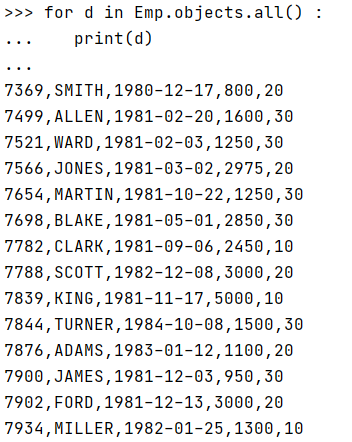 >>> for d in Emp.objects.all() :
...    print(d)
...
7369,SMITH,1980-12-17,800,20
7499,ALLEN,1981-02-20,1600,30
7521,WARD,1981-02-03,1250,30
7566,JONES,1981-03-02,2975,20
7654,MARTIN,1981-10-22,1250,30
7698,BLAKE,1981-05-01,2850,30
7782,CLARK,1981-09-06,2450,10
7788,SCOTT,1982-12-08,3000,20
7839,KING,1981-11-17,5000,10
7844,TURNER,1984-10-08,1500,30
7876,ADAMS,1983-01-12,1100,20
7900,JAMES,1981-12-03,950,30
7902,FORD,1981-12-13,3000,20
7934,MILLER,1982-01-25,1300,10